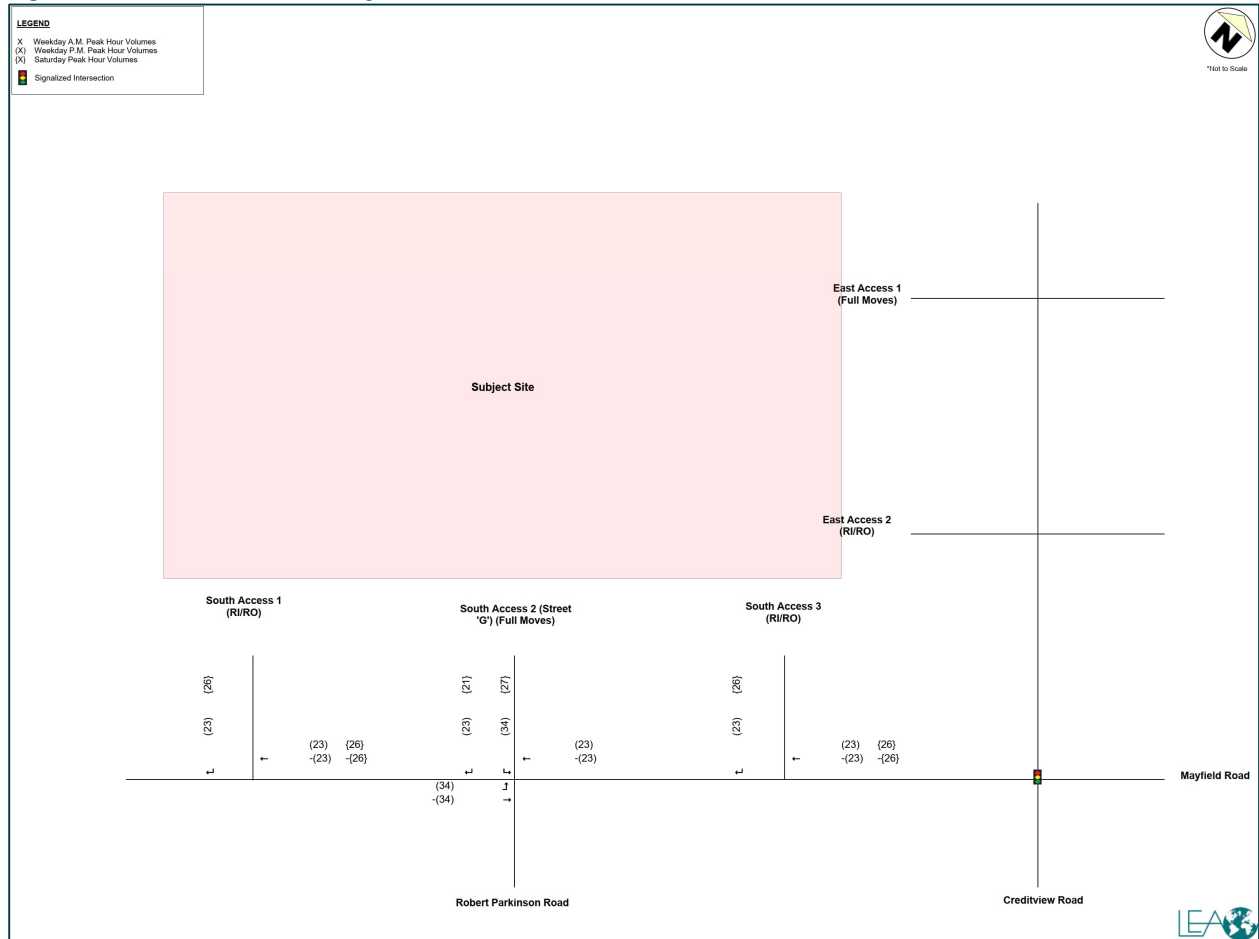 LEGEND
X Weekday A.M. Peak Hour Volumes
(X) Weekday P.M. Peak Hour Volumes
{X} Saturday Peak Hour Volumes
Signalized Intersection
N
*Not to Scale
East Access 1
(Full Moves)
Subject Site
East Access 2
(RI/RO)
South Access 1
(RI/RO)
South Access 2 (Street
'G') (Full Moves)
South Access 3
(RI/RO)
{26}
(23)
(23) {26}
-(23) -{26}
{21} {27}
(23) (34)
(23)
-(23)
(34)
-(34)
{26}
(23)
(23) {26}
-(23) -{26}
Mayfield Road
Robert Parkinson Road
Creditview Road
LEA